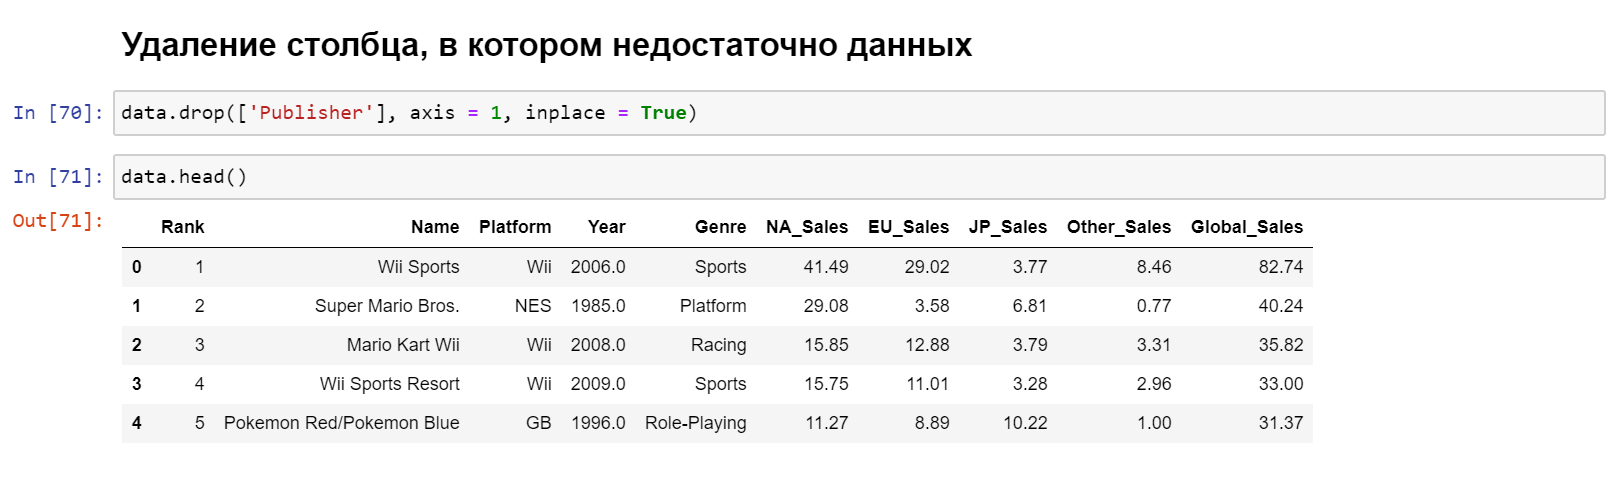 Удаление столбца, в котором недостаточно данных
In [70]: data.drop(['Publisher'], axis = 1, inplace = True)
In [71]: data.head()
Out[71]:
Rank Name Platform Year Genre NA_Sales EU_Sales JP_Sales Other_Sales Global_Sales
0 1 Wii Sports Wii 2006.0 Sports 41.49 29.02 3.77 8.46 82.74
1 2 Super Mario Bros. NES 1985.0 Platform 29.08 3.58 6.81 0.77 40.24
2 3 Mario Kart Wii Wii 2008.0 Racing 15.85 12.88 3.79 3.31 35.82
3 4 Wii Sports Resort Wii 2009.0 Sports 15.75 11.01 3.28 2.96 33.00
4 5 Pokemon Red/Pokemon Blue GB 1996.0 Role-Playing 11.27 8.89 10.22 1.00 31.37